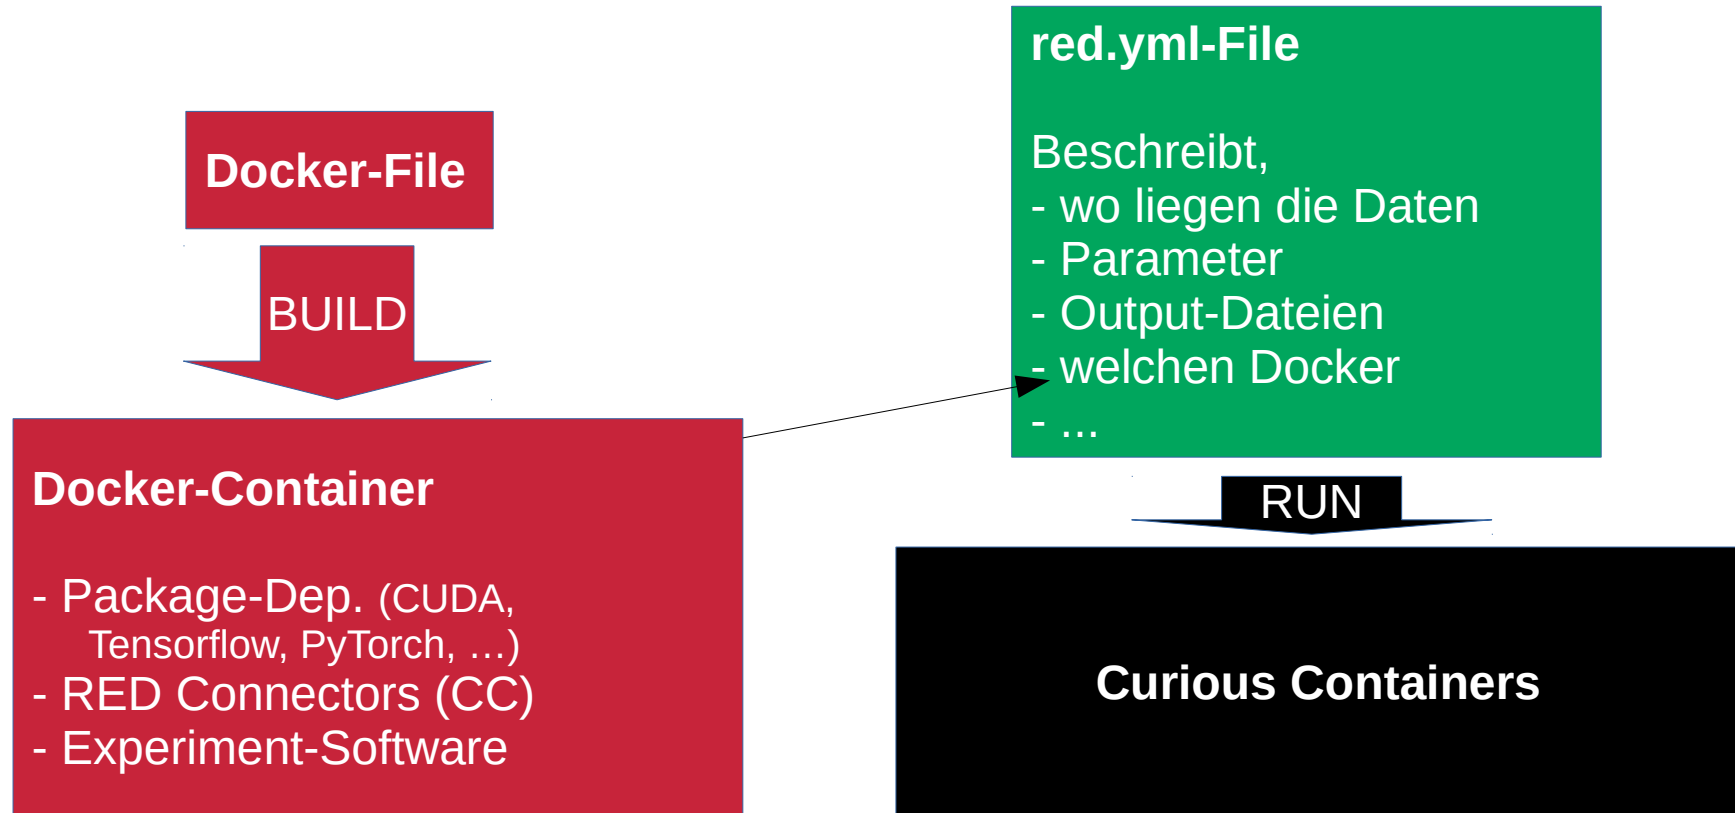 Docker-File
BUILD
Docker-Container
- Package-Dep. (CUDA,
Tensorflow, PyTorch, …)
- RED Connectors (CC)
- Experiment-Software
red.yml-File
Beschreibt,
- wo liegen die Daten
- Parameter
- Output-Dateien
- welchen Docker
- ...
RUN
Curious Containers